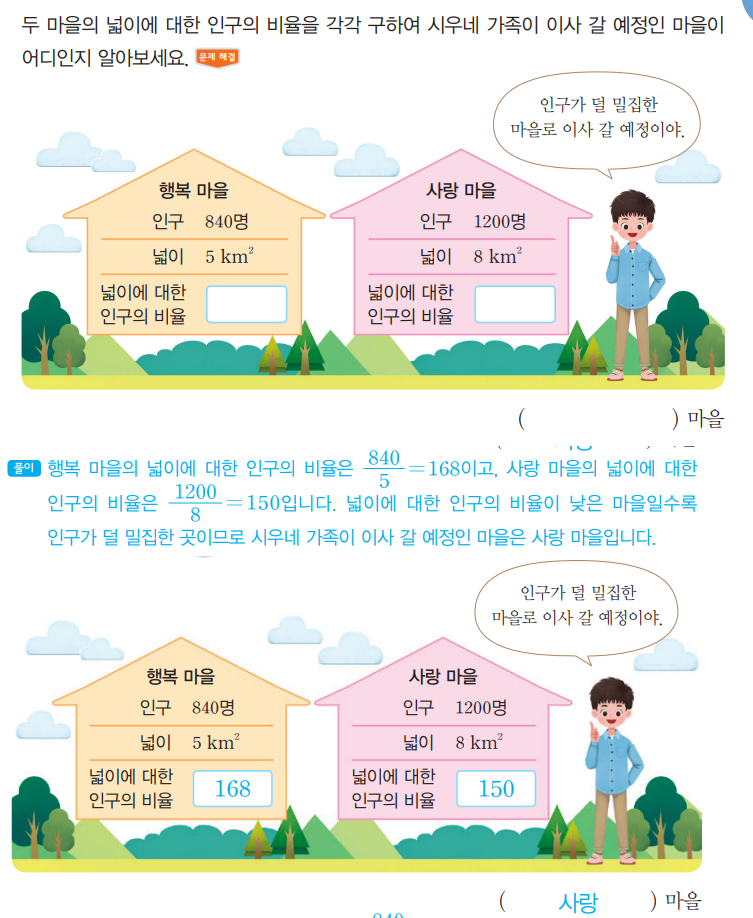 두 마을의 넓이에 대한 인구의 비율을 각각 구하여 시우네 가족이 이사 갈 예정인 마을이
어디인지 알아보세요. 문제 해결
인구가 덜 밀집한
마을로 이사 갈 예정이야.
행복 마을
인구 840명
넓이 5 km²
넓이에 대한
인구의 비율
사랑 마을
인구 1200명
넓이 8 km²
넓이에 대한
인구의 비율
( ) 마을
풀이 행복 마을의 넓이에 대한 인구의 비율은 840/5=168이고, 사랑 마을의 넓이에 대한
인구의 비율은 1200/8=150입니다. 넓이에 대한 인구의 비율이 낮은 마을일수록
인구가 덜 밀집한 곳이므로 시우네 가족이 이사 갈 예정인 마을은 사랑 마을입니다.
인구가 덜 밀집한
마을로 이사 갈 예정이야.
행복 마을
인구 840명
넓이 5 km²
넓이에 대한
인구의 비율 168
사랑 마을
인구 1200명
넓이 8 km²
넓이에 대한
인구의 비율 150
( 사랑 ) 마을